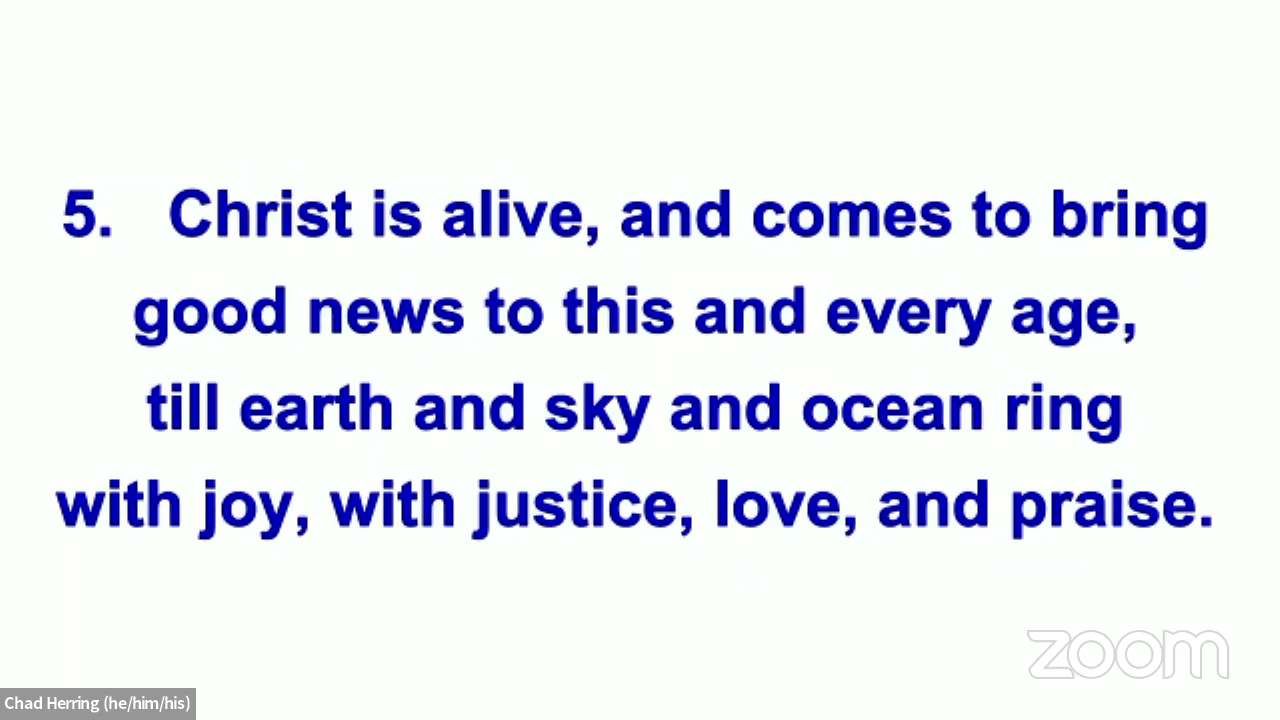 5. Christ is alive, and comes to bring
good news to this and every age,
till earth and sky and ocean ring
with joy, with justice, love, and praise.
zoom
Chad Herring (he/him/his)